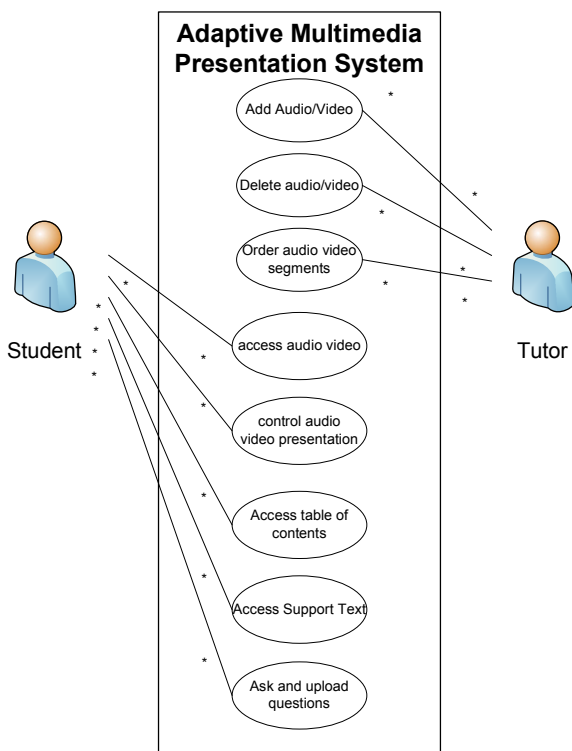 Adaptive Multimedia
Presentation System
Add Audio/Video
*
*
Delete audio/video
*
Order audio video
segments
*
*
*
Student
*
*
*
*
*
Tutor
access audio video
*
control audio
video presentation
*
Access table of
contents
*
Access Support Text
*
Ask and upload
questions
*